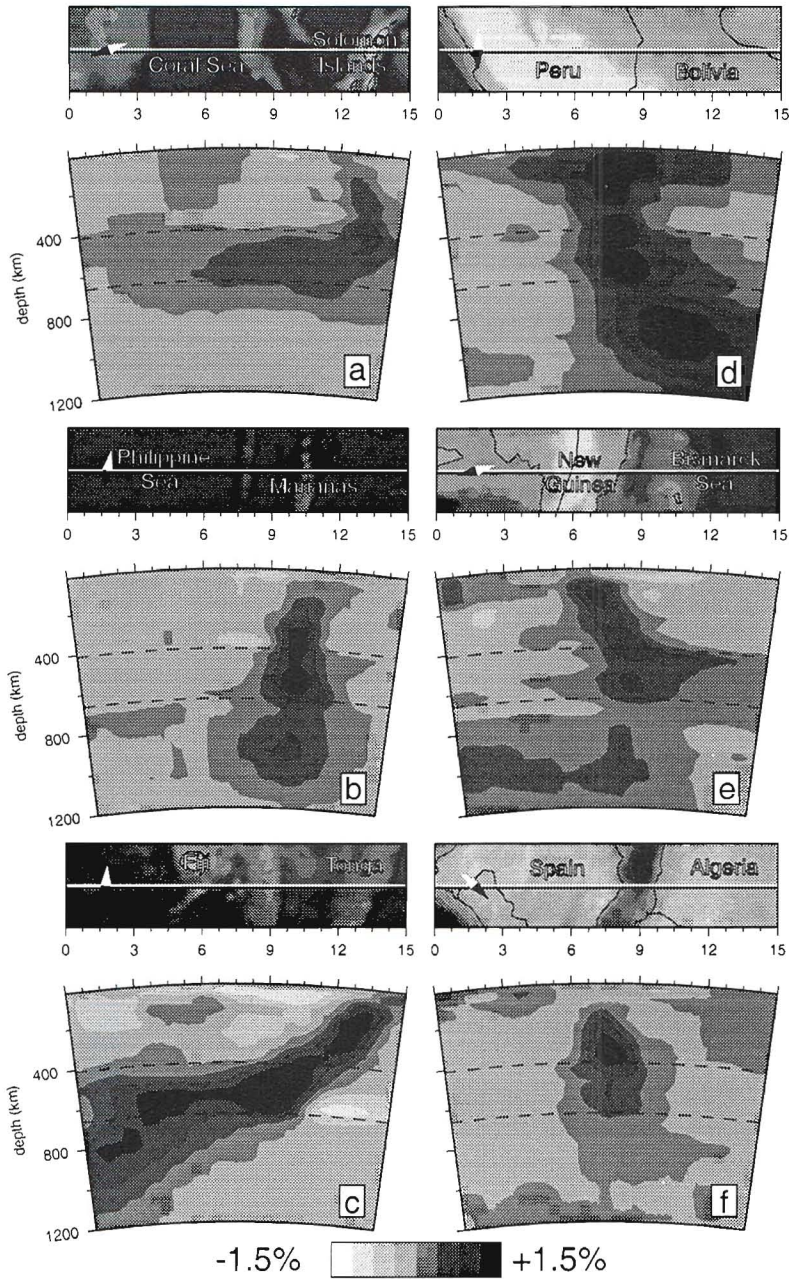 Coral Sea
Solomon
Islands
0 3 6 9 12 15
depth (km)
400
800
1200
a
Peru
Bolivia
0 3 6 9 12 15
d
Philippine
Sea
Marianas
0 3 6 9 12 15
depth (km)
400
800
1200
b
New
Guinea
Bismarck
Sea
0 3 6 9 12 15
e
Fiji
Tonga
0 3 6 9 12 15
depth (km)
400
800
1200
c
Spain
Algeria
0 3 6 9 12 15
f
-1.5% +1.5%